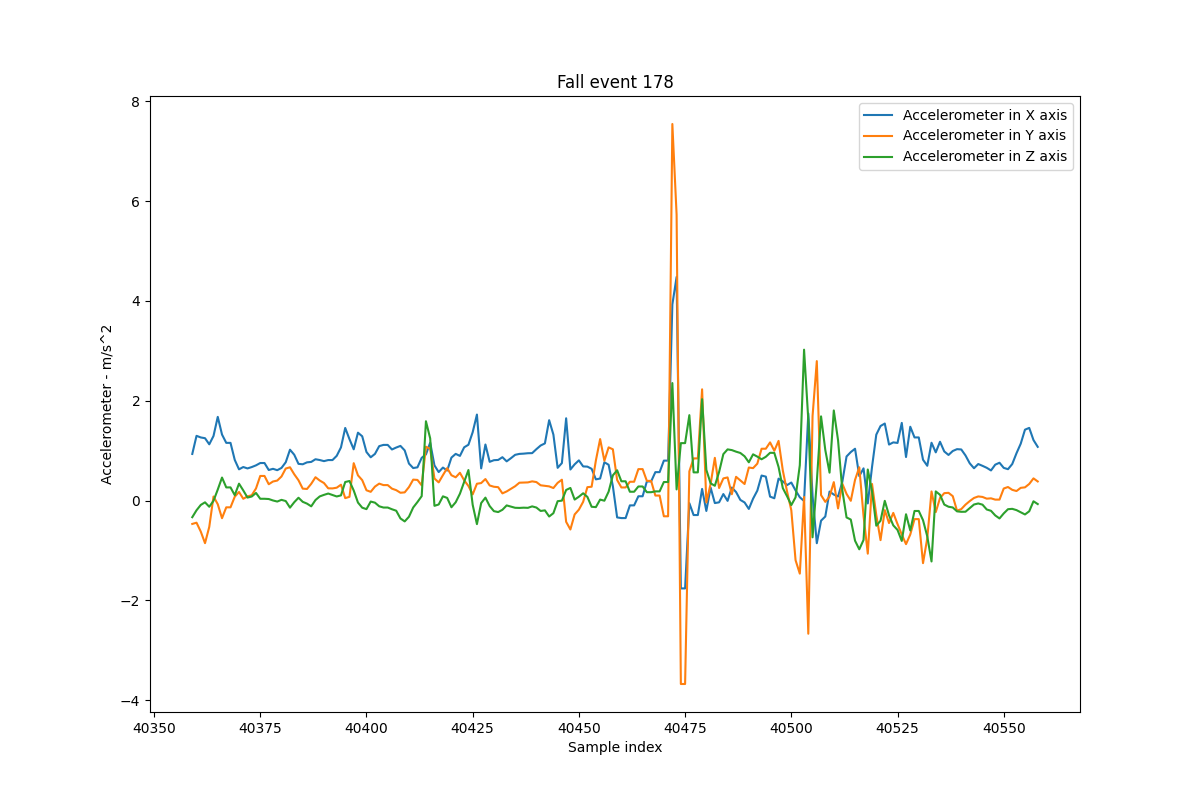 Fall event 178
Accelerometer in X axis
Accelerometer in Y axis
Accelerometer in Z axis
8
6
4
2
0
−2
−4
Accelerometer - m/s^2
40350 40375 40400 40425 40450 40475 40500 40525 40550
Sample index